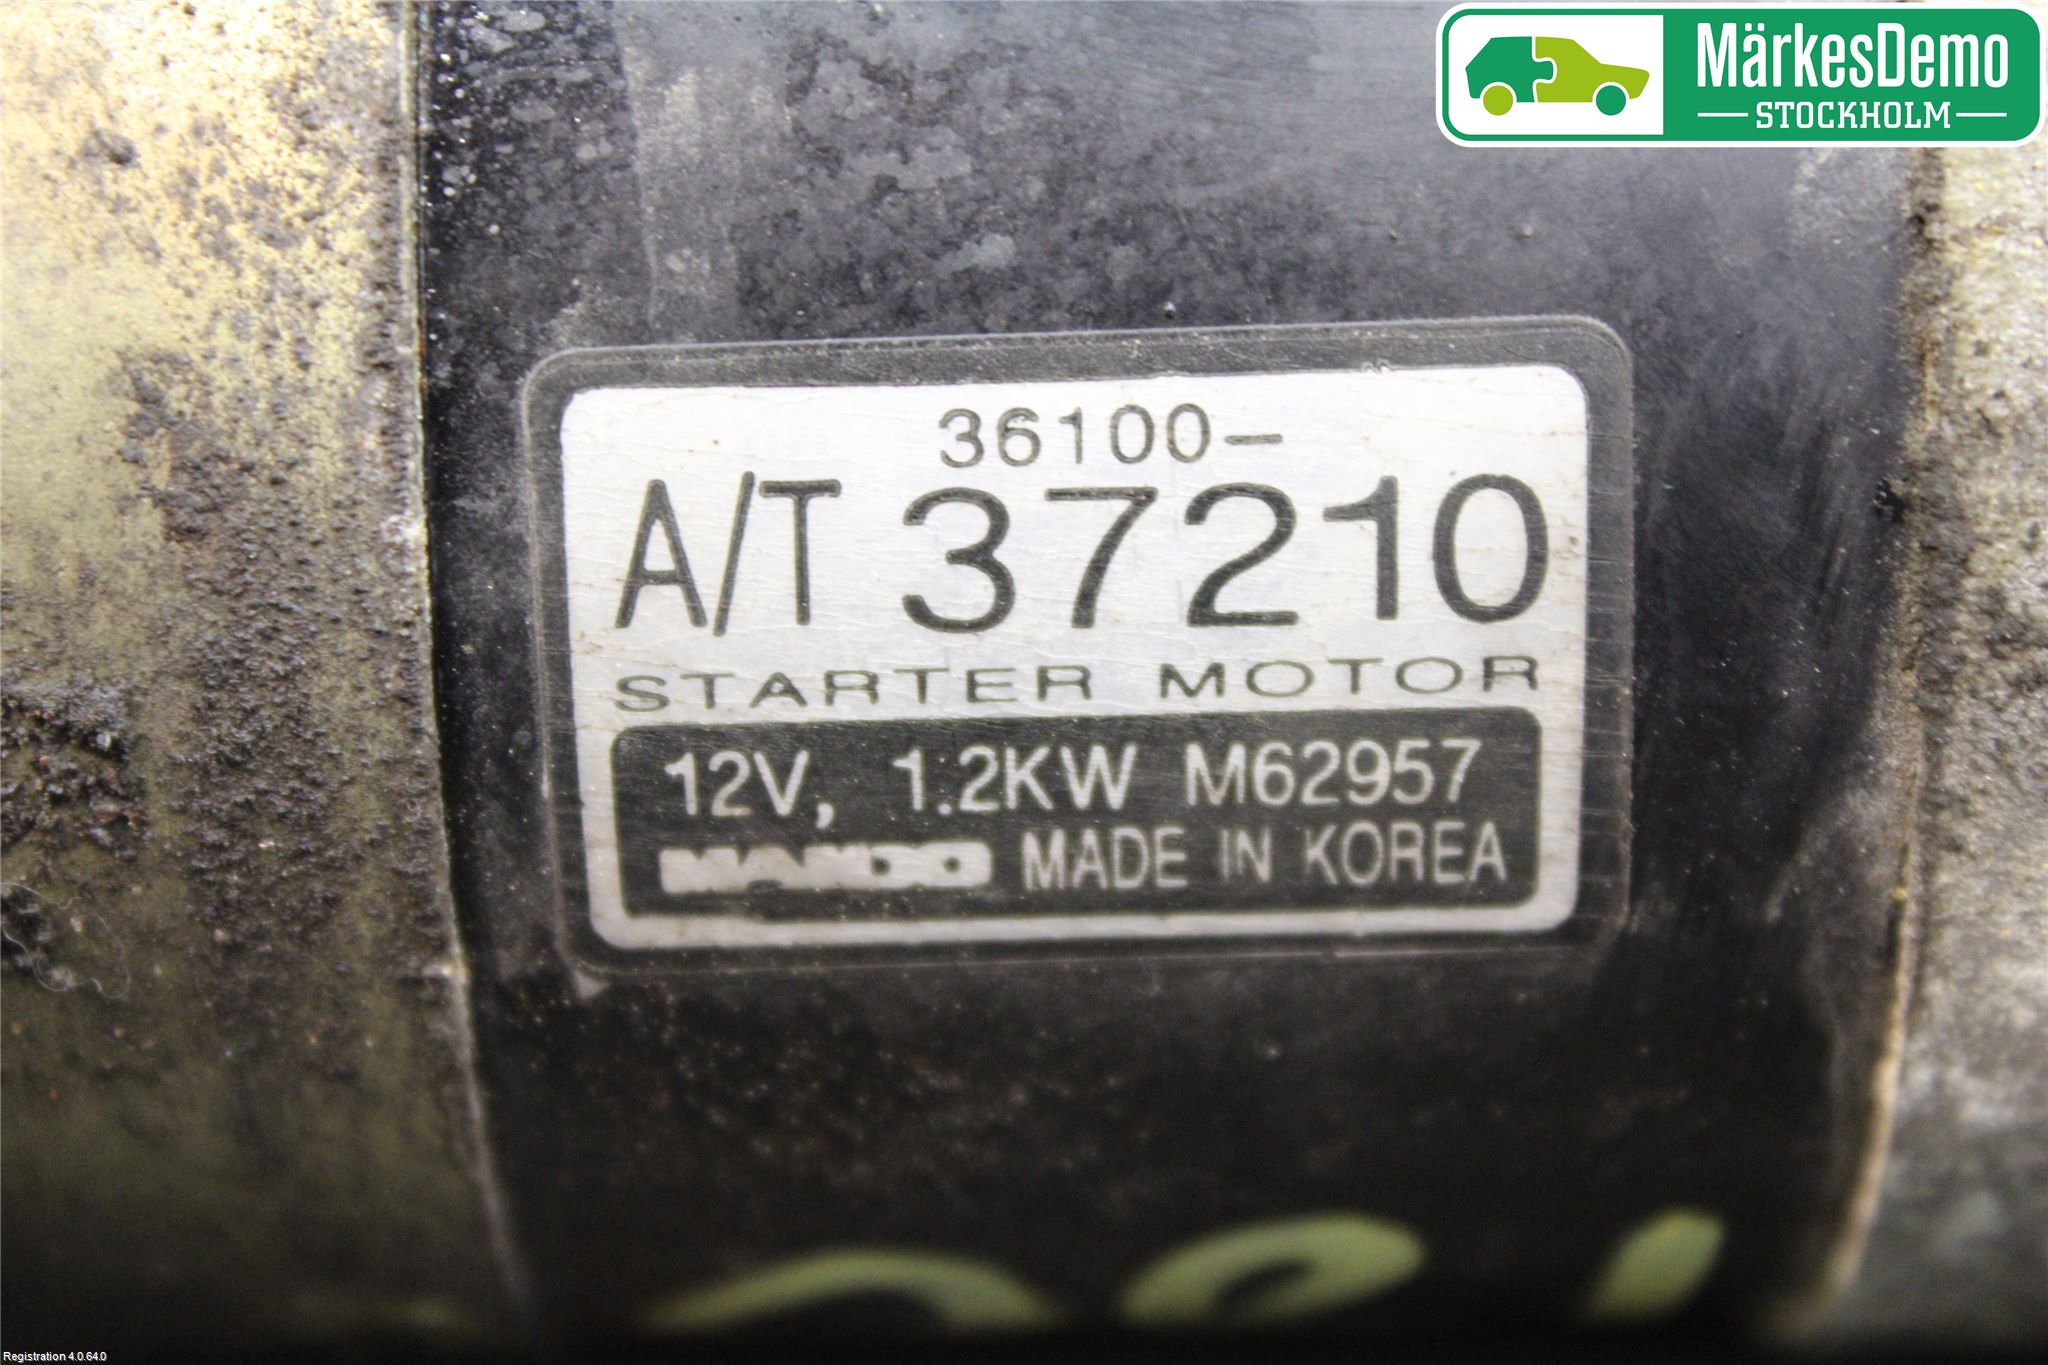 MärkesDemo
STOCKHOLM
36100-
A/T 37210
STARTER MOTOR
12V, 1.2KW M62957
MANDO MADE IN KOREA
Registration 4.0.64.0